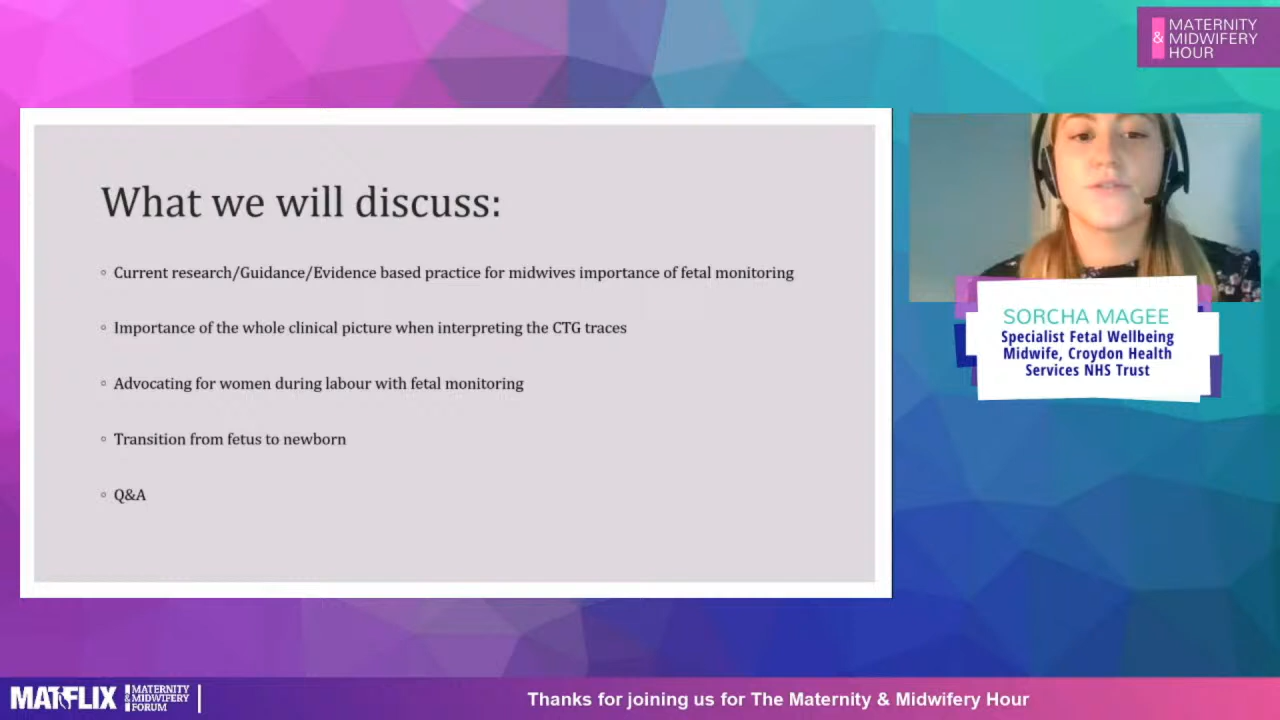 MATERNITY
& MIDWIFERY
HOUR
What we will discuss:
Current research/Guidance/Evidence based practice for midwives importance of fetal monitoring
Importance of the whole clinical picture when interpreting the CTG traces
Advocating for women during labour with fetal monitoring
Transition from fetus to newborn
Q&A
SORCHA MAGEE
Specialist Fetal Wellbeing
Midwife, Croydon Health
Services NHS Trust
MATFLIX
MATERNITY
& MIDWIFERY
FORUM
Thanks for joining us for The Maternity & Midwifery Hour